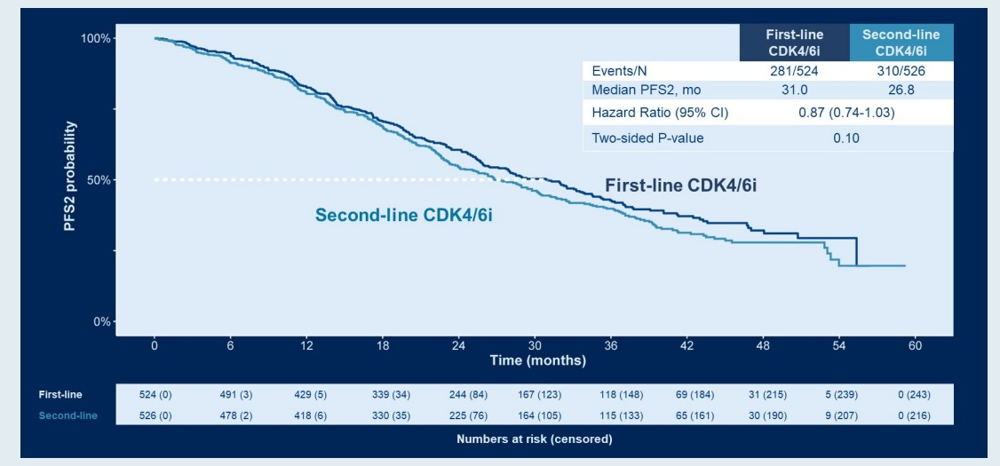 First-line CDK4/6i
Second-line CDK4/6i
Events/N 281/524 310/526
Median PFS2, mo 31.0 26.8
Hazard Ratio (95% CI) 0.87 (0.74-1.03)
Two-sided P-value 0.10
PFS2 probability
100%
50%
0%
First-line CDK4/6i
Second-line CDK4/6i
0 6 12 18 24 30 36 42 48 54 60
Time (months)
First-line 524 (0) 491 (3) 429 (5) 339 (34) 244 (84) 167 (123) 118 (148) 69 (184) 31 (215) 5 (239) 0 (243)
Second-line 526 (0) 478 (2) 418 (6) 330 (35) 225 (76) 164 (105) 115 (133) 65 (161) 30 (190) 9 (207) 0 (216)
Numbers at risk (censored)